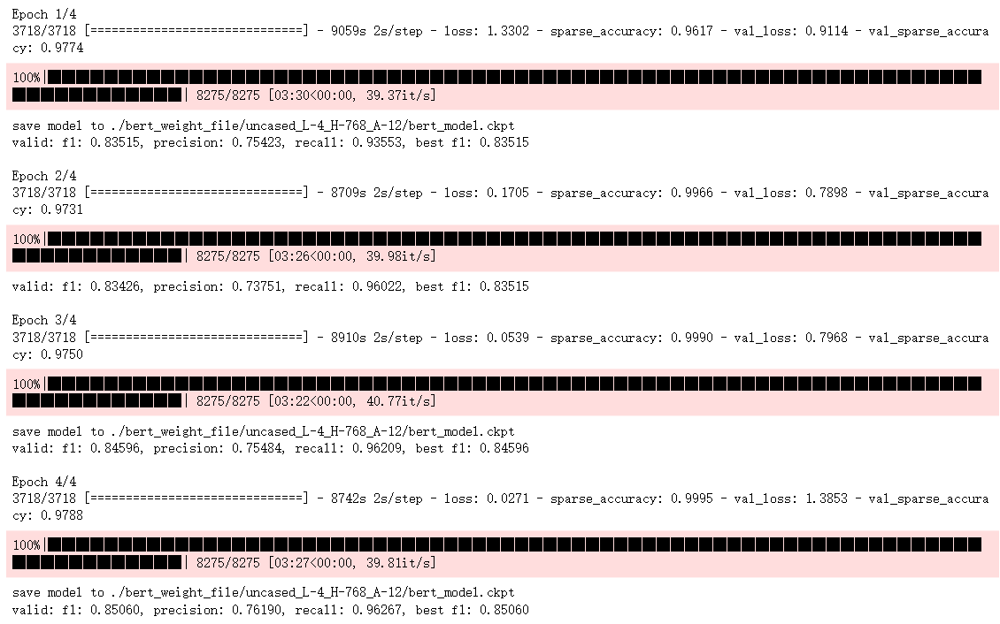 Epoch 1/4
3718/3718 [==============================] - 9059s 2s/step - loss: 1.3302 - sparse_accuracy: 0.9617 - val_loss: 0.9114 - val_sparse_accura
cy: 0.9774
100%|
| 8275/8275 [03:30<00:00, 39.37it/s]
save model to ./bert_weight_file/uncased_L-4_H-768_A-12/bert_model.ckpt
valid: f1: 0.83515, precision: 0.75423, recall: 0.93553, best f1: 0.83515
Epoch 2/4
3718/3718 [==============================] - 8709s 2s/step - loss: 0.1705 - sparse_accuracy: 0.9966 - val_loss: 0.7898 - val_sparse_accura
cy: 0.9731
100%|
| 8275/8275 [03:26<00:00, 39.98it/s]
valid: f1: 0.83426, precision: 0.73751, recall: 0.96022, best f1: 0.83515
Epoch 3/4
3718/3718 [==============================] - 8910s 2s/step - loss: 0.0539 - sparse_accuracy: 0.9990 - val_loss: 0.7968 - val_sparse_accura
cy: 0.9750
100%|
| 8275/8275 [03:22<00:00, 40.77it/s]
save model to ./bert_weight_file/uncased_L-4_H-768_A-12/bert_model.ckpt
valid: f1: 0.84596, precision: 0.75484, recall: 0.96209, best f1: 0.84596
Epoch 4/4
3718/3718 [==============================] - 8742s 2s/step - loss: 0.0271 - sparse_accuracy: 0.9995 - val_loss: 1.3853 - val_sparse_accura
cy: 0.9788
100%|
| 8275/8275 [03:27<00:00, 39.81it/s]
save model to ./bert_weight_file/uncased_L-4_H-768_A-12/bert_model.ckpt
valid: f1: 0.85060, precision: 0.76190, recall: 0.96267, best f1: 0.85060